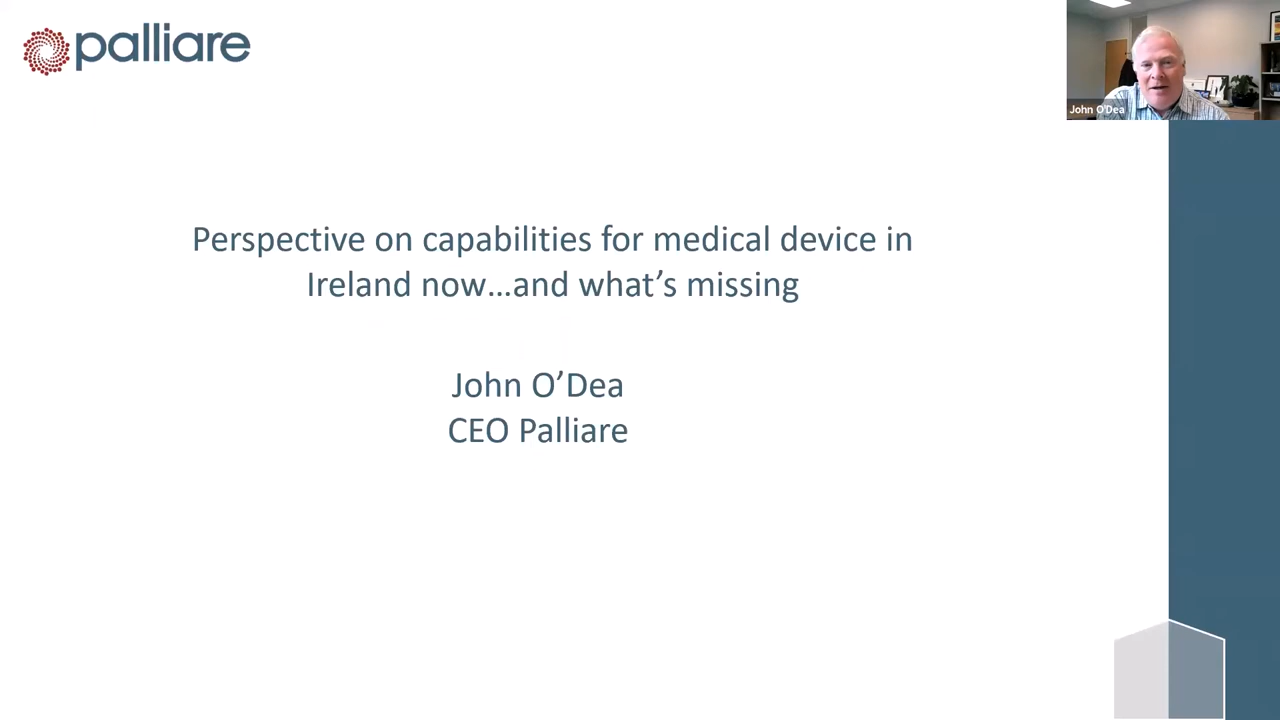 palliare
John O'Dea
Perspective on capabilities for medical device in
Ireland now…and what’s missing
John O’Dea
CEO Palliare